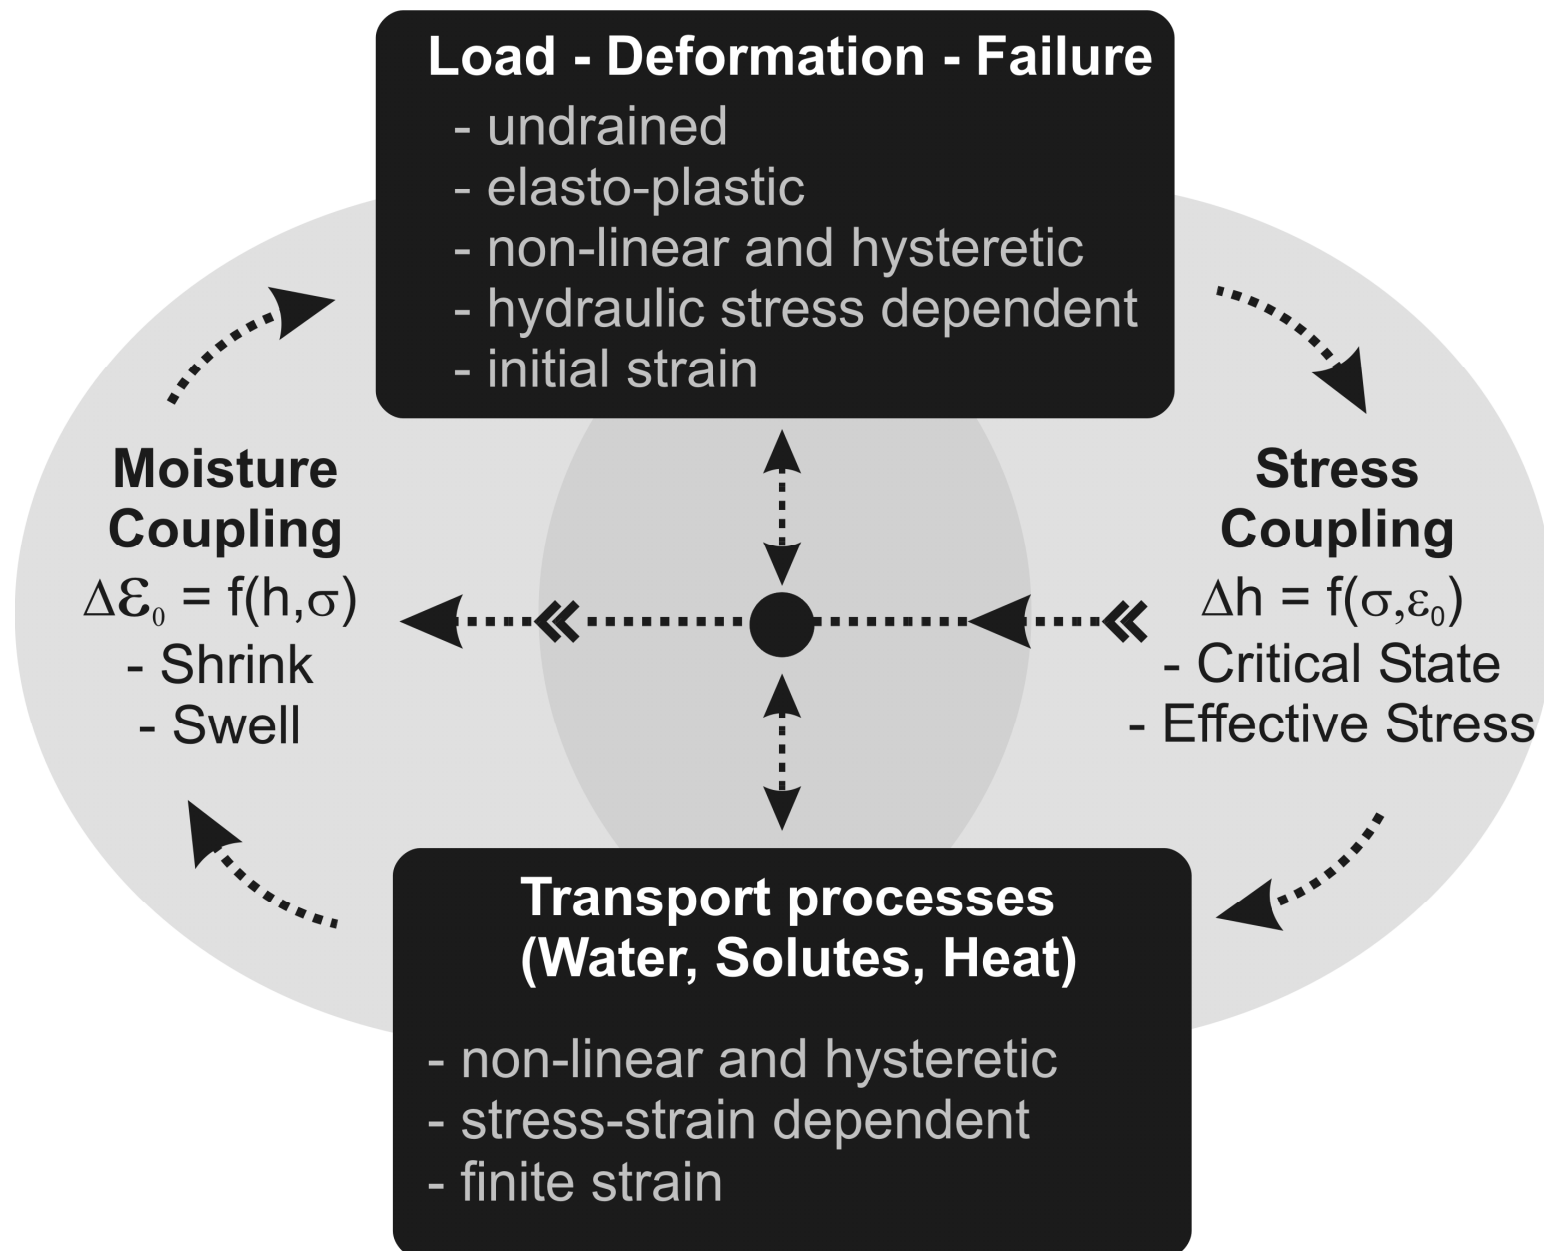 Load - Deformation - Failure
- undrained
- elasto-plastic
- non-linear and hysteretic
- hydraulic stress dependent
- initial strain
Moisture
Coupling
Δε₀ = f(h,σ)
- Shrink
- Swell
Stress
Coupling
Δh = f(σ,ε₀)
- Critical State
- Effective Stress
Transport processes
(Water, Solutes, Heat)
- non-linear and hysteretic
- stress-strain dependent
- finite strain